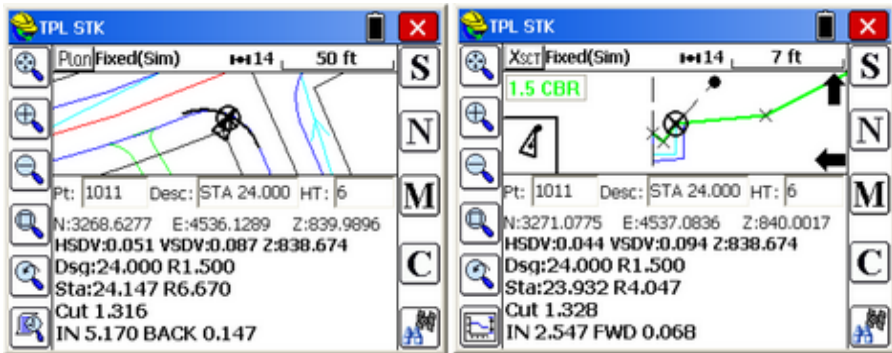 TPL STK
Plan Fixed(Sim) 14 50 ft
S
N
M
C
Pt: 1011 Desc: STA 24.000 HT: 6
N:3268.6277 E:4536.1289 Z:839.9896
HSDV:0.051 VSDV:0.087 Z:838.674
Dsg:24.000 R1.500
Sta:24.147 R6.670
Cut 1.316
IN 5.170 BACK 0.147
TPL STK
XSCT Fixed(Sim) 14 7 ft
1.5 CBR
S
N
M
C
Pt: 1011 Desc: STA 24.000 HT: 6
N:3271.0775 E:4537.0836 Z:840.0017
HSDV:0.044 VSDV:0.094 Z:838.674
Dsg:24.000 R1.500
Sta:23.932 R4.047
Cut 1.328
IN 2.547 FWD 0.068